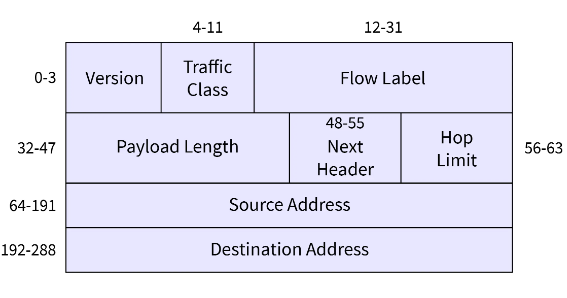 4-11
12-31
0-3
Version
Traffic
Class
Flow Label
32-47
Payload Length
48-55
Next
Header
Hop
Limit
56-63
64-191
Source Address
192-288
Destination Address